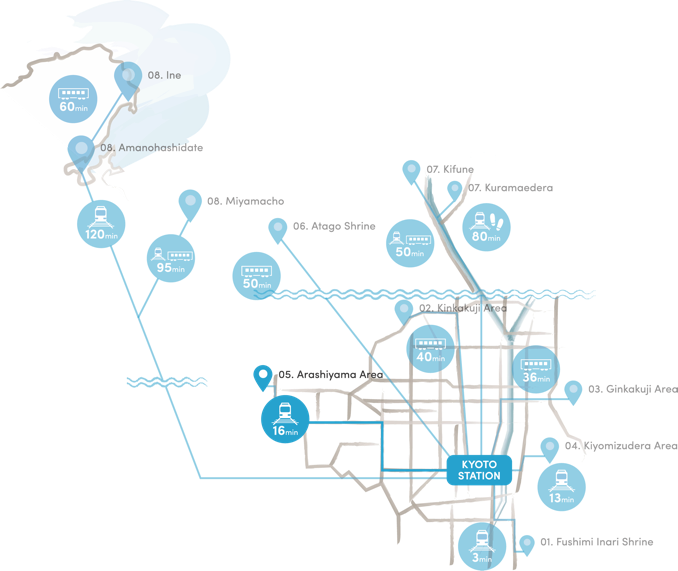 08. Ine
60min
08. Amanohashidate
07. Kifune
07. Kuramaedera
08. Miyamacho
120min
06. Atago Shrine
80min
50min
95min
50min
02. Kinkakuji Area
40min
36min
05. Arashiyama Area
03. Ginkakuji Area
16min
04. Kiyomizudera Area
KYOTO
STATION
13min
01. Fushimi Inari Shrine
3min